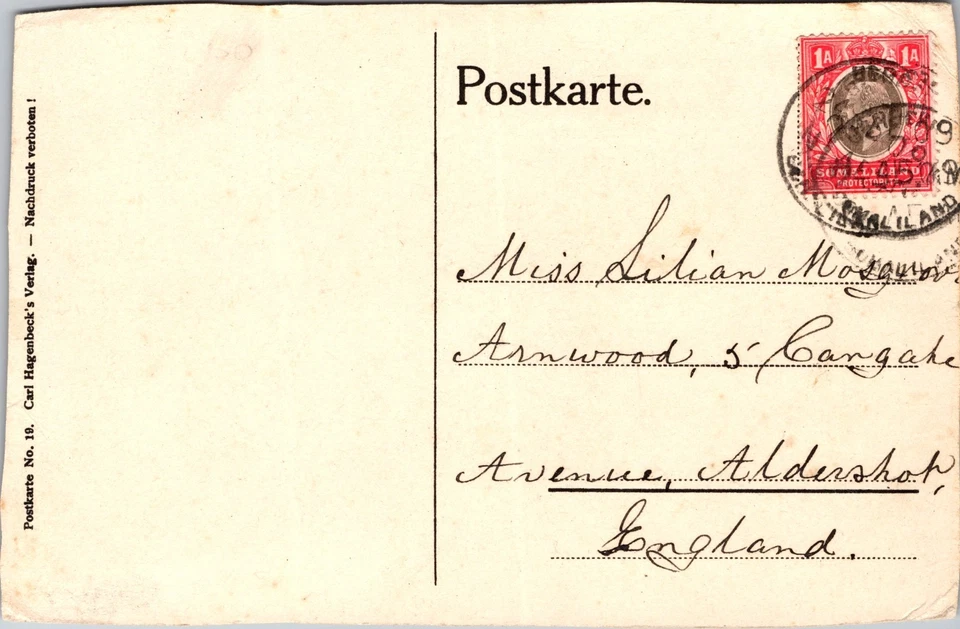 Postkarte No. 19. Carl Hagenbeck's Verlag. — Nachdruck verboten!
Postkarte.
1A 1A
SOMALILAND
PROTECTORATE
SOMALILAND
Miss Lilian
Arnwood, 5
Avenue, Aldershot,
England.